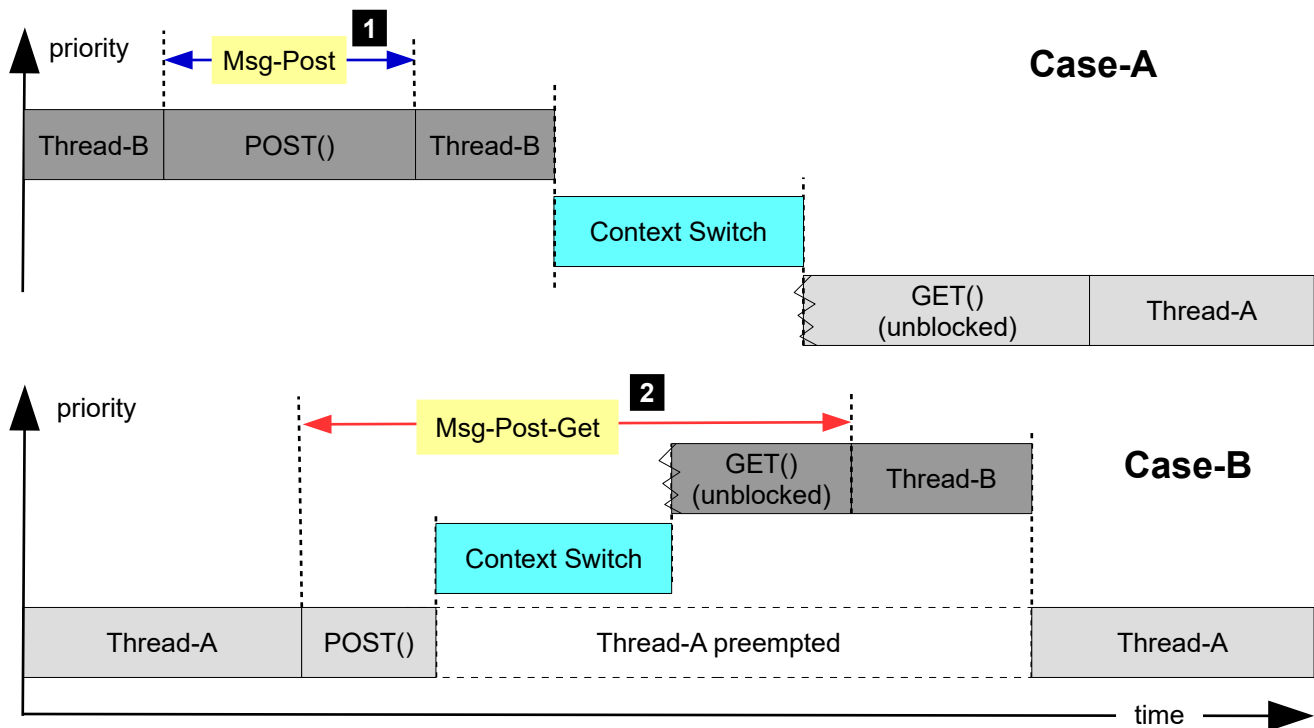 1
priority
Msg-Post
Case-A
Thread-B
POST()
Thread-B
Context Switch
GET()
(unblocked)
Thread-A
2
priority
Msg-Post-Get
Case-B
GET()
(unblocked)
Thread-B
Context Switch
Thread-A
POST()
Thread-A preempted
Thread-A
time